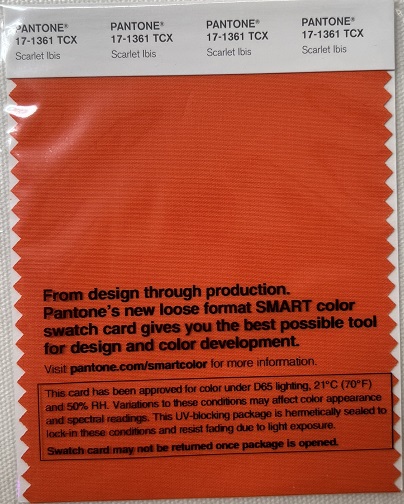 PANTONE® PANTONE® PANTONE® PANTONE®
17-1361 TCX 17-1361 TCX 17-1361 TCX 17-1361 TCX
Scarlet Ibis Scarlet Ibis Scarlet Ibis Scarlet Ibis
From design through production.
Pantone's new loose format SMART color
swatch card gives you the best possible tool
for design and color development.
Visit pantone.com/smartcolor for more information.
This card has been approved for color under D65 lighting, 21°C (70°F)
and 50% RH. Variations to these conditions may affect color appearance
and spectral readings. This UV-blocking package is hermetically sealed to
lock-in these conditions and resist fading due to light exposure.
Swatch card may not be returned once package is opened.